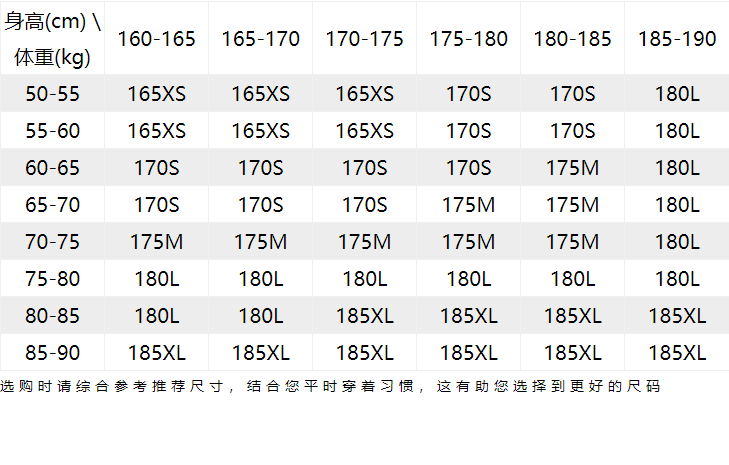 身高(cm) \ 体重(kg) 160-165 165-170 170-175 175-180 180-185 185-190
50-55 165XS 165XS 165XS 170S 170S 180L
55-60 165XS 165XS 165XS 170S 170S 180L
60-65 170S 170S 170S 170S 175M 180L
65-70 170S 170S 170S 175M 175M 180L
70-75 175M 175M 175M 175M 175M 180L
75-80 180L 180L 180L 180L 180L 180L
80-85 180L 180L 185XL 185XL 185XL 185XL
85-90 185XL 185XL 185XL 185XL 185XL 185XL
选购时请综合参考推荐尺寸，结合您平时穿着习惯，这有助您选择到更好的尺码